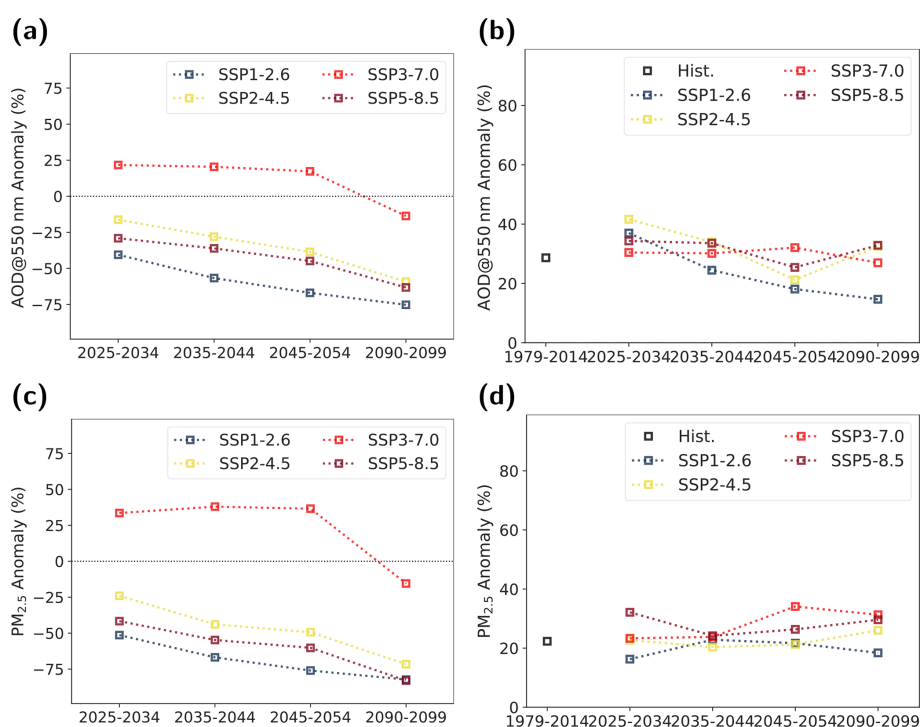 (a)
AOD@550 nm Anomaly (%)
75
50
25
0
−25
−50
−75
SSP1-2.6
SSP2-4.5
SSP3-7.0
SSP5-8.5
2025-2034
2035-2044
2045-2054
2090-2099
(b)
AOD@550 nm Anomaly (%)
80
60
40
20
0
Hist.
SSP1-2.6
SSP2-4.5
SSP3-7.0
SSP5-8.5
1979-2014
2025-2034
2035-2044
2045-2054
2090-2099
(c)
PM2.5 Anomaly (%)
75
50
25
0
−25
−50
−75
SSP1-2.6
SSP2-4.5
SSP3-7.0
SSP5-8.5
2025-2034
2035-2044
2045-2054
2090-2099
(d)
PM2.5 Anomaly (%)
80
60
40
20
0
Hist.
SSP1-2.6
SSP2-4.5
SSP3-7.0
SSP5-8.5
1979-2014
2025-2034
2035-2044
2045-2054
2090-2099